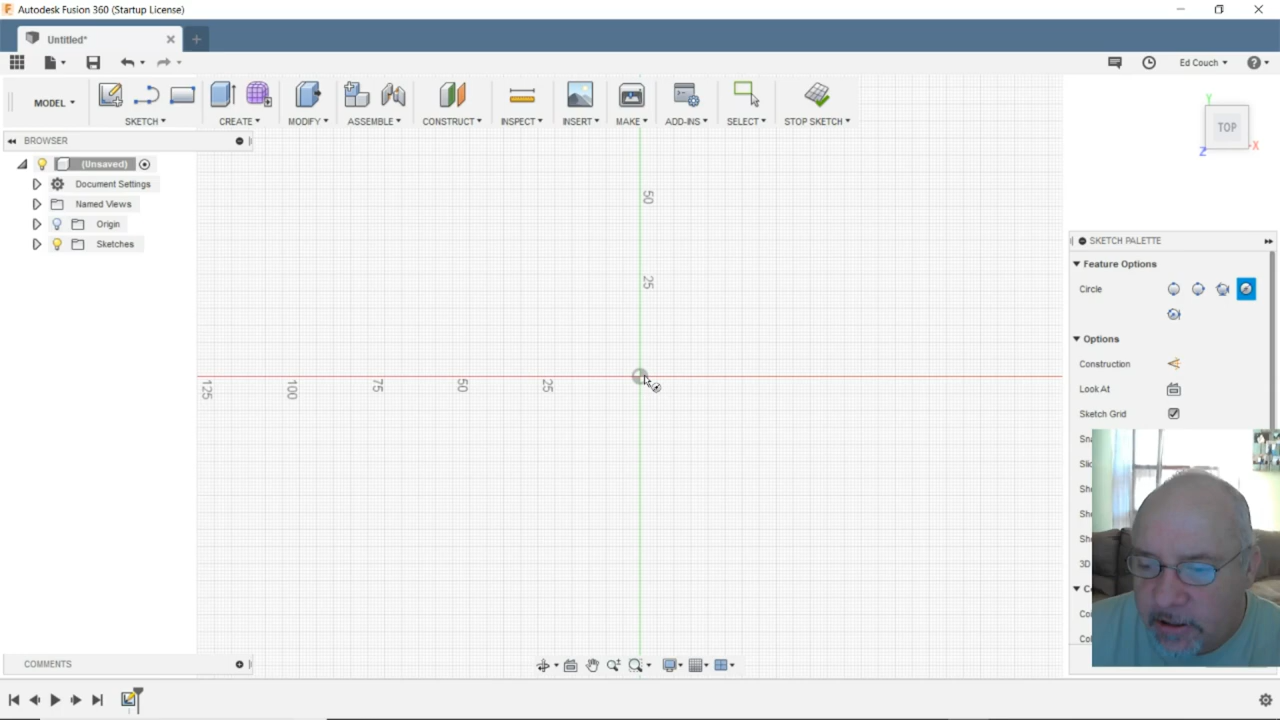 Autodesk Fusion 360 (Startup License)
Untitled*
Ed Couch
MODEL
SKETCH
CREATE
MODIFY
ASSEMBLE
CONSTRUCT
INSPECT
INSERT
MAKE
ADD-INS
SELECT
STOP SKETCH
TOP
Y
X
Z
BROWSER
(Unsaved)
Document Settings
Named Views
Origin
Sketches
50
25
125
100
75
50
25
SKETCH PALETTE
Feature Options
Circle
Options
Construction
Look At
Sketch Grid
3D
COMMENTS